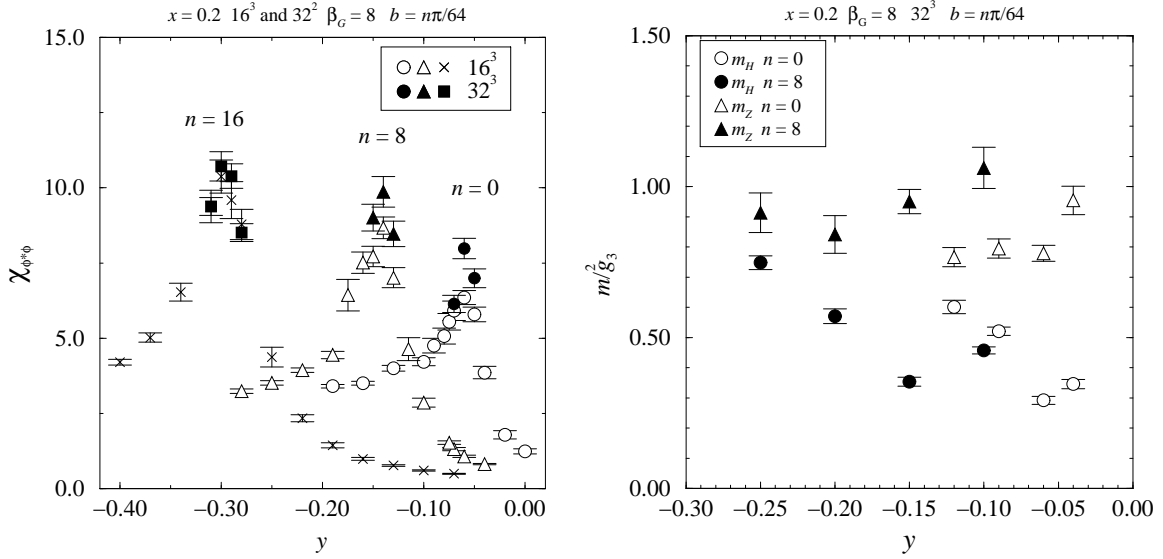 x = 0.2 16³ and 32² β_G = 8 b = nπ/64
15.0
10.0
5.0
0.0
χ_φ*φ
−0.40 −0.30 −0.20 −0.10 0.00
y
16³
32³
n = 16
n = 8
n = 0
x = 0.2 β_G = 8 32³ b = nπ/64
1.50
1.00
0.50
0.00
m/g₃²
−0.30 −0.25 −0.20 −0.15 −0.10 −0.05 0.00
y
m_H n = 0
m_H n = 8
m_Z n = 0
m_Z n = 8